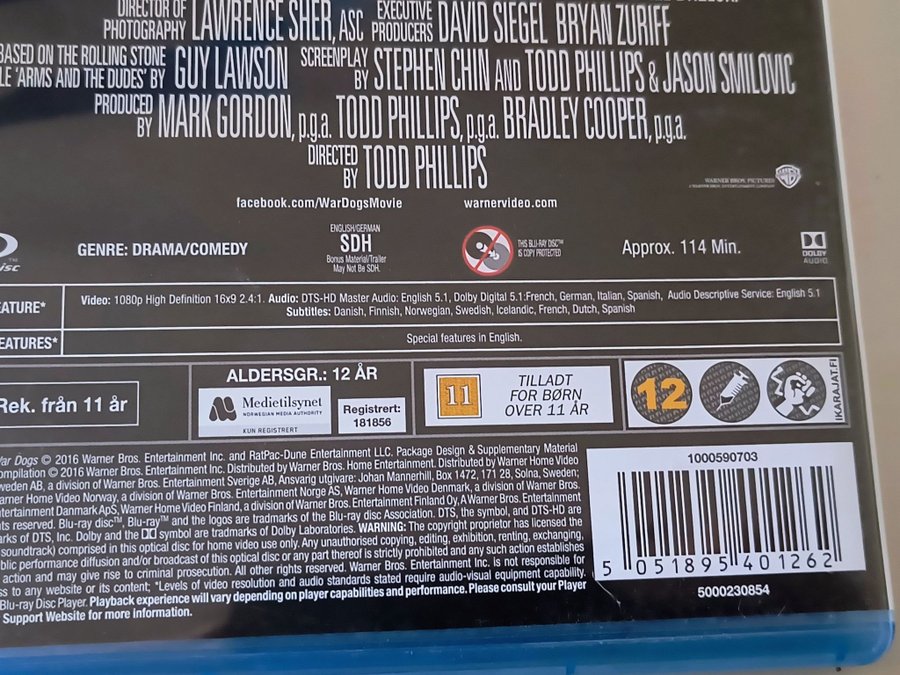 DIRECTOR OF PHOTOGRAPHY LAWRENCE SHER, ASC EXECUTIVE PRODUCERS DAVID SIEGEL BRYAN ZURIFF
BASED ON THE ROLLING STONE 'ARMS AND THE DUDES' BY GUY LAWSON SCREENPLAY BY STEPHEN CHIN AND TODD PHILLIPS & JASON SMILOVIC
PRODUCED BY MARK GORDON, p.g.a. TODD PHILLIPS, p.g.a. BRADLEY COOPER, p.g.a.
DIRECTED BY TODD PHILLIPS
WARNER BROS. PICTURES
facebook.com/WarDogsMovie warnervideo.com
GENRE: DRAMA/COMEDY
ENGLISH/GERMAN
SDH
Bonus Material/Trailer
May Not Be SDH.
THIS BLU-RAY DISC™
IS COPY PROTECTED
Approx. 114 Min.
DOLBY
AUDIO
EATURE*
Video: 1080p High Definition 16x9 2.4:1. Audio: DTS-HD Master Audio: English 5.1, Dolby Digital 5.1:French, German, Italian, Spanish, Audio Descriptive Service: English 5.1
Subtitles: Danish, Finnish, Norwegian, Swedish, Icelandic, French, Dutch, Spanish
EATURES*
Special features in English.
Rek. från 11 år
ALDERSGR.: 12 ÅR
Medietilsynet
NORWEGIAN MEDIA AUTHORITY
KUN REGISTRERT
Registrert:
181856
11
TILLADT
FOR BØRN
OVER 11 ÅR
12
IKARAJAT.FI
War Dogs © 2016 Warner Bros. Entertainment Inc. and RatPac-Dune Entertainment LLC. Package Design & Supplementary Material
ompilation © 2016 Warner Bros. Entertainment Inc. Distributed by Warner Bros. Home Entertainment. Distributed by Warner Home Video
weden AB, a division of Warner Bros. Entertainment Sverige AB, Ansvarig utgivare: Johan Mannerhill, Box 1472, 171 28. Solna. Sweden;
arner Home Video Norway, a division of Warner Bros. Entertainment Norge AS, Warner Home Video Denmark, a division of Warner Bros.
tertainment Danmark ApS, Warner Home Video Finland, a division of Warner Bros. Entertainment Finland Oy, A Warner Bros. Entertainment
ts reserved. Blu-ray disc™, Blu-ray™ and the logos are trademarks of the Blu-ray disc Association. DTS, the symbol, and DTS-HD are
arks of DTS, Inc. Dolby and the symbol are trademarks of Dolby Laboratories. WARNING: The copyright proprietor has licensed the
soundtrack) comprised in this optical disc for home video use only. Any unauthorised copying, editing, exhibition, renting, exchanging,
blic performance diffusion and/or broadcast of this optical disc or any part thereof is strictly prohibited and any such action establishes
action and may give rise to criminal prosecution. All other rights reserved. Warner Bros. Entertainment Inc. is not responsible for
ss to any website or its content; *Levels of video resolution and audio standards stated require audio-visual equipment capability.
Blu-ray Disc Player. Playback experience will vary depending on player capabilities and performance. Please consult your Player
Support Website for more information.
1000590703
5 051895 401262
5000230854